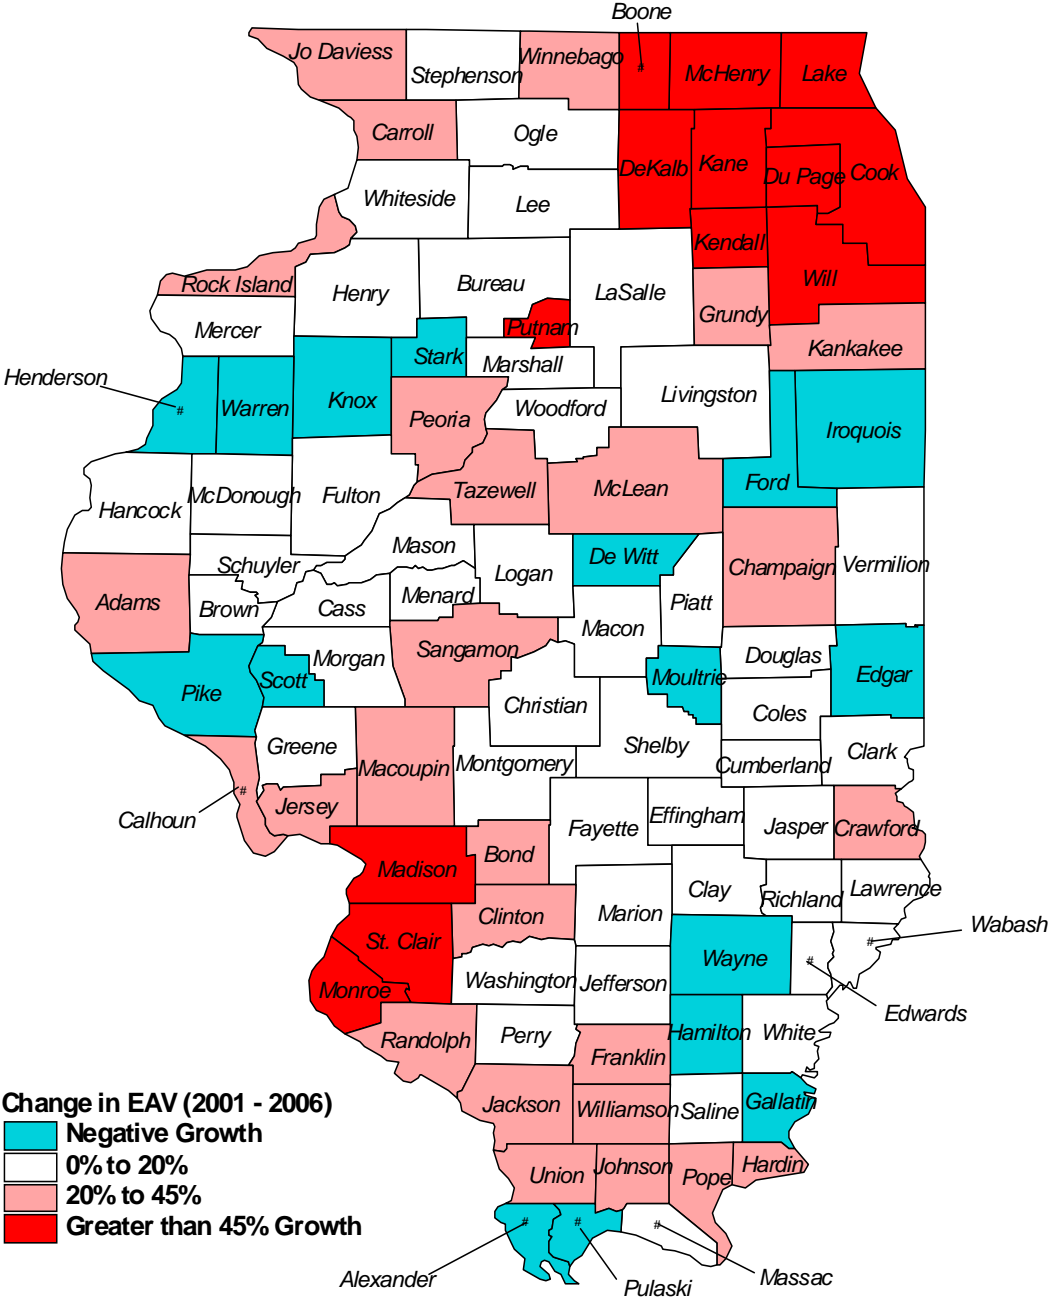 Boone
Jo Daviess
Stephenson
Winnebago
#
McHenry
Lake
Carroll
Ogle
DeKalb
Kane
Du Page
Cook
Whiteside
Lee
Kendall
Rock Island
Henry
Bureau
LaSalle
Will
Mercer
Putnam
Grundy
Kankakee
Stark
Marshall
Henderson
#
Warren
Knox
Peoria
Woodford
Livingston
Iroquois
Hancock
McDonough
Fulton
Tazewell
McLean
Ford
Schuyler
Mason
Logan
De Witt
Champaign
Vermilion
Adams
Brown
Cass
Menard
Piatt
Macon
Pike
Scott
Morgan
Sangamon
Christian
Moultrie
Douglas
Edgar
Coles
Greene
Macoupin
Montgomery
Shelby
Cumberland
Clark
Calhoun
#
Jersey
Fayette
Effingham
Jasper
Crawford
Madison
Bond
Clay
Richland
Lawrence
St. Clair
Clinton
Marion
Wayne
#
#
Wabash
Edwards
Monroe
Washington
Jefferson
Randolph
Perry
Franklin
Hamilton
White
Jackson
Williamson
Saline
Gallatin
Union
Johnson
Pope
Hardin
#
#
#
Alexander
Pulaski
Massac
Change in EAV (2001 - 2006)
Negative Growth
0% to 20%
20% to 45%
Greater than 45% Growth